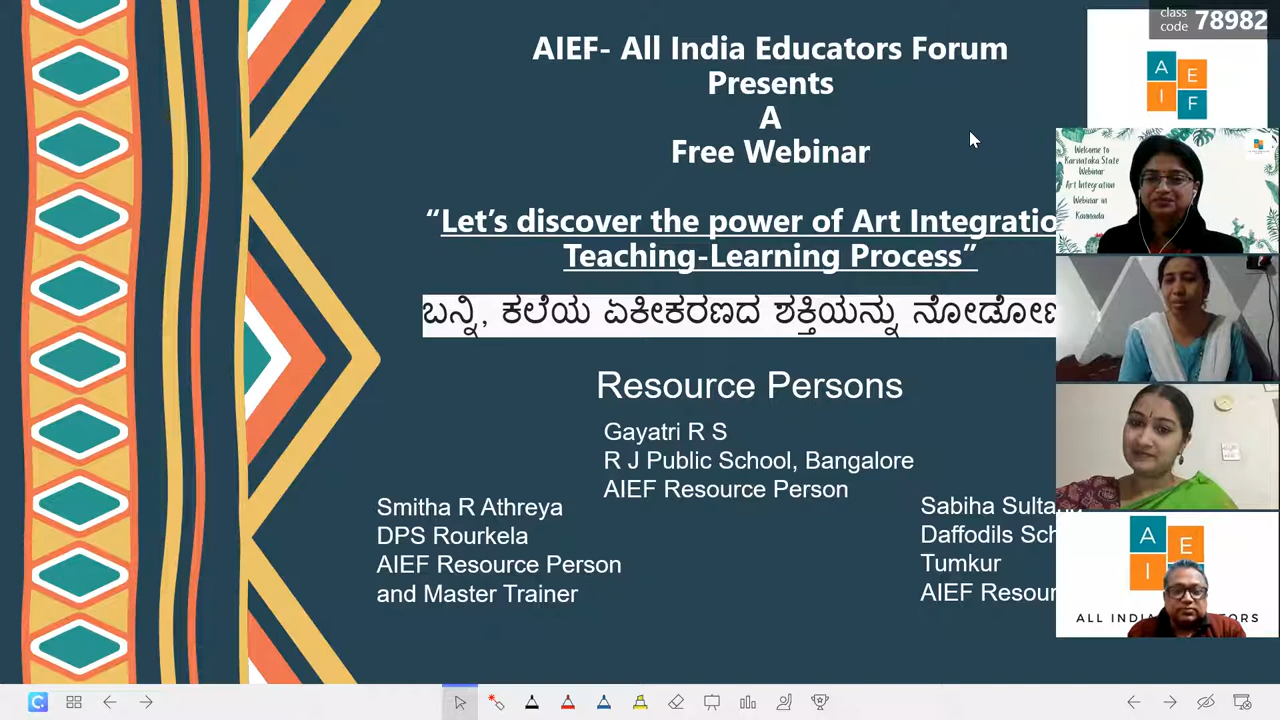 class
code 78982
AIEF- All India Educators Forum
Presents
A
Free Webinar
A E
I F
Welcome to
Karnataka State
Webinar
Art Integration
Webinar in
Kannada
“Let’s discover the power of Art Integratio
Teaching-Learning Process”
ಬನ್ನಿ, ಕಲೆಯ ಏಕೀಕರಣದ ಶಕ್ತಿಯನ್ನು
Resource Persons
Gayatri R S
R J Public School, Bangalore
AIEF Resource Person
Smitha R Athreya
DPS Rourkela
AIEF Resource Person
and Master Trainer
Sabiha
Daffodils
Tumkur
AIEF
A E
I
ALL